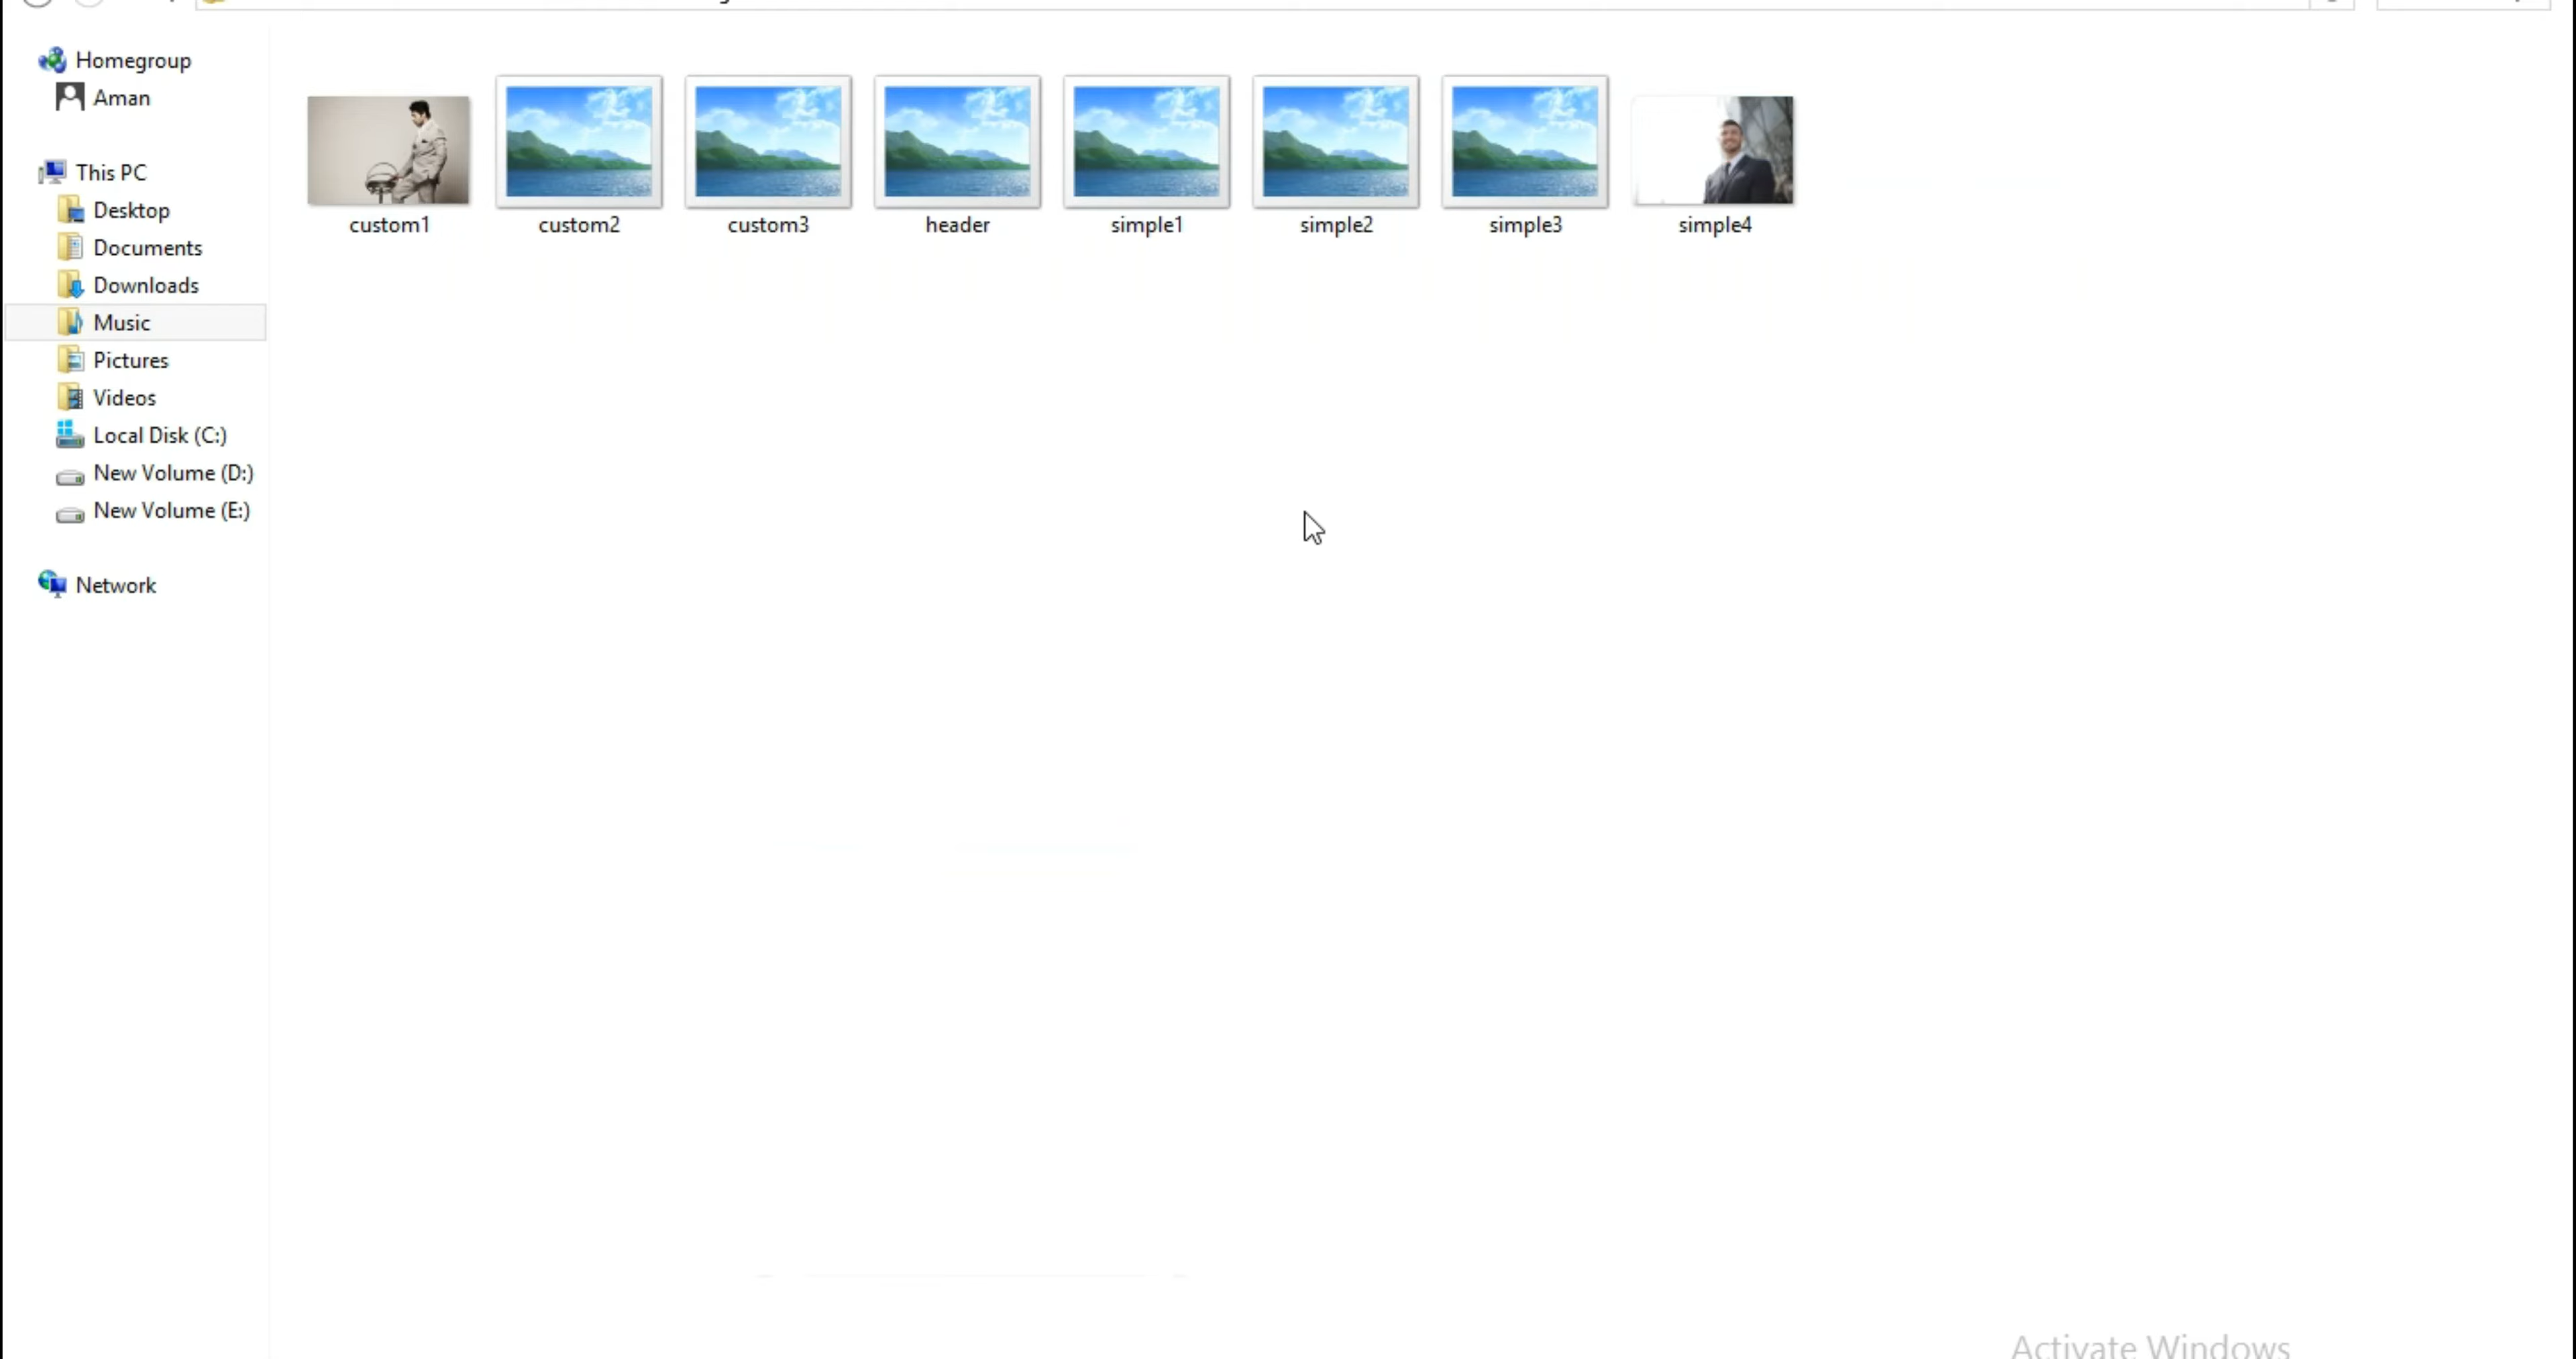 Homegroup
Aman
This PC
Desktop
Documents
Downloads
Music
Pictures
Videos
Local Disk (C:)
New Volume (D:)
New Volume (E:)
Network
custom1 custom2 custom3 header simple1 simple2 simple3 simple4
Activate Windows